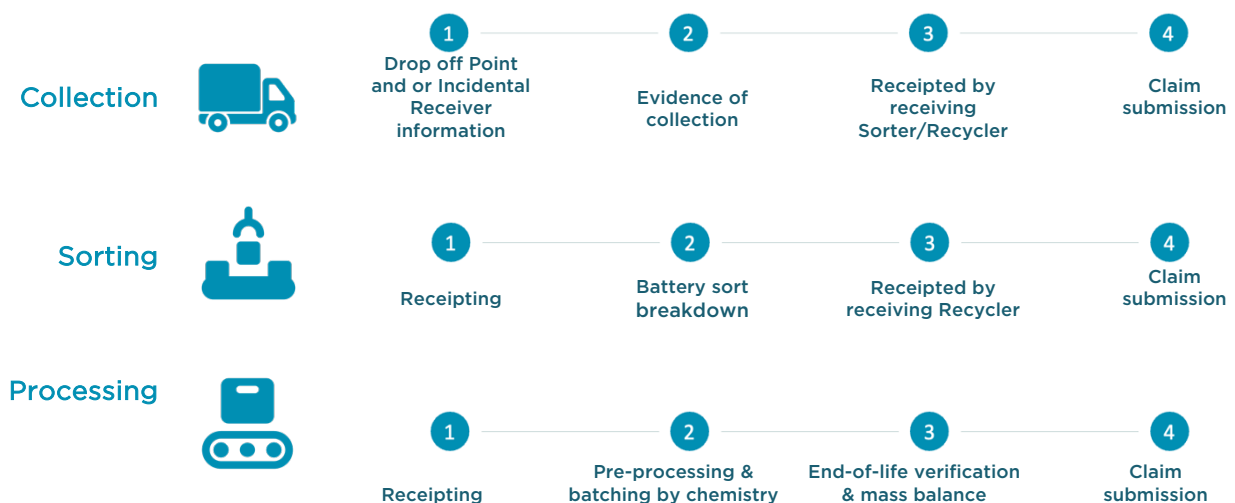 Collection
1
2
3
4
Drop off Point
and or Incidental
Receiver
information
Evidence of
collection
Receipted by
receiving
Sorter/Recycler
Claim
submission
Sorting
1
2
3
4
Receipting
Battery sort
breakdown
Receipted by
receiving Recycler
Claim
submission
Processing
1
2
3
4
Receipting
Pre-processing &
batching by chemistry
End-of-life verification
& mass balance
Claim
submission